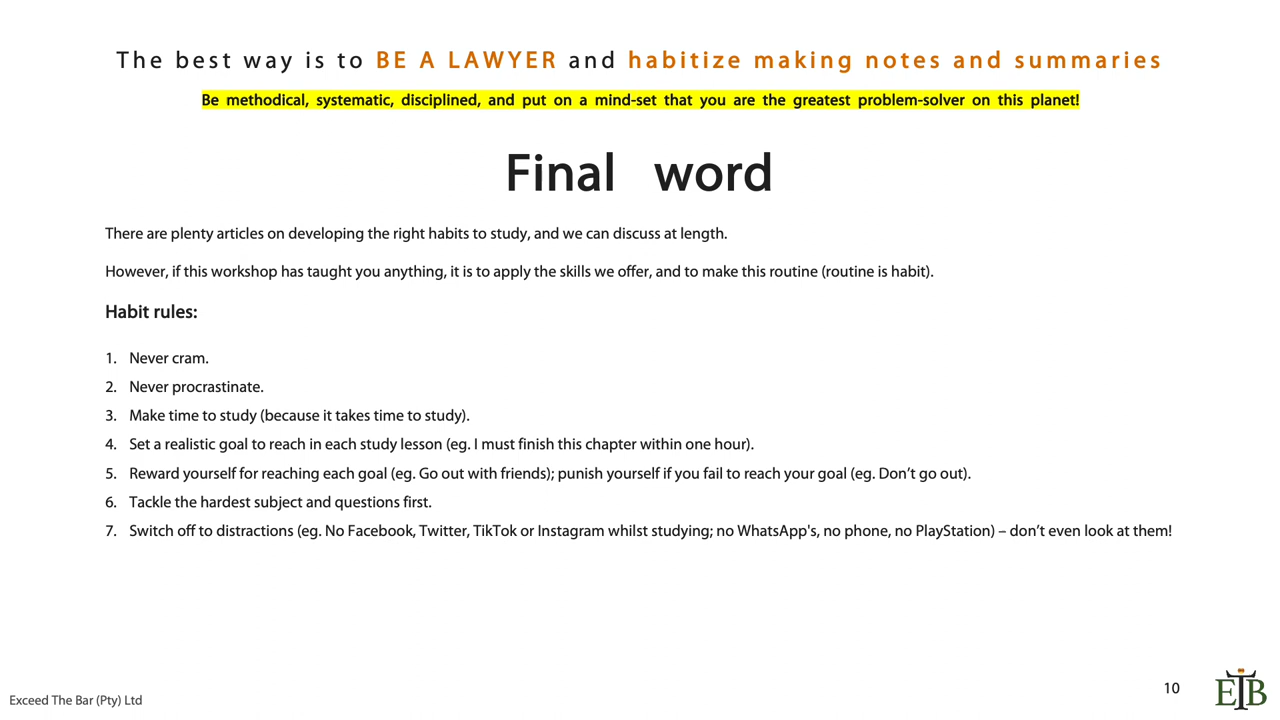 The best way is to BE A LAWYER and habitize making notes and summaries
Be methodical, systematic, disciplined, and put on a mind-set that you are the greatest problem-solver on this planet!
Final word
There are plenty articles on developing the right habits to study, and we can discuss at length.
However, if this workshop has taught you anything, it is to apply the skills we offer, and to make this routine (routine is habit).
Habit rules:
1. Never cram.
2. Never procrastinate.
3. Make time to study (because it takes time to study).
4. Set a realistic goal to reach in each study lesson (eg. I must finish this chapter within one hour).
5. Reward yourself for reaching each goal (eg. Go out with friends); punish yourself if you fail to reach your goal (eg. Don’t go out).
6. Tackle the hardest subject and questions first.
7. Switch off to distractions (eg. No Facebook, Twitter, TikTok or Instagram whilst studying; no WhatsApp's, no phone, no PlayStation) – don’t even look at them!
Exceed The Bar (Pty) Ltd
10
ETB